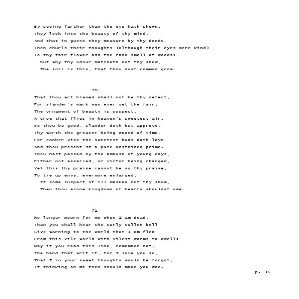 By seeing farther than the eye hath shown.
They look into the beauty of thy mind,
And that in guess they measure by thy deeds;
Then churls their thoughts (although their eyes were kind)
To thy fair flower add the rank smell of weeds:
But why thy odour matcheth not thy show,
The soil is this, that thou dost common grow.
70
That thou art blamed shall not be thy defect,
For slander's mark was ever yet the fair,
The ornament of beauty is suspect,
A crow that flies in heaven's sweetest air.
So thou be good, slander doth but approve,
Thy worth the greater being wooed of time,
For canker vice the sweetest buds doth love,
And thou present'st a pure unstained prime.
Thou hast passed by the ambush of young days,
Either not assailed, or victor being charged,
Yet this thy praise cannot be so thy praise,
To tie up envy, evermore enlarged,
If some suspect of ill masked not thy show,
Then thou alone kingdoms of hearts shouldst owe.
71
No longer mourn for me when I am dead,
Than you shall hear the surly sullen bell
Give warning to the world that I am fled
From this vile world with vilest worms to dwell:
Nay if you read this line, remember not,
The hand that writ it, for I love you so,
That I in your sweet thoughts would be forgot,
If thinking on me then should make you woe.